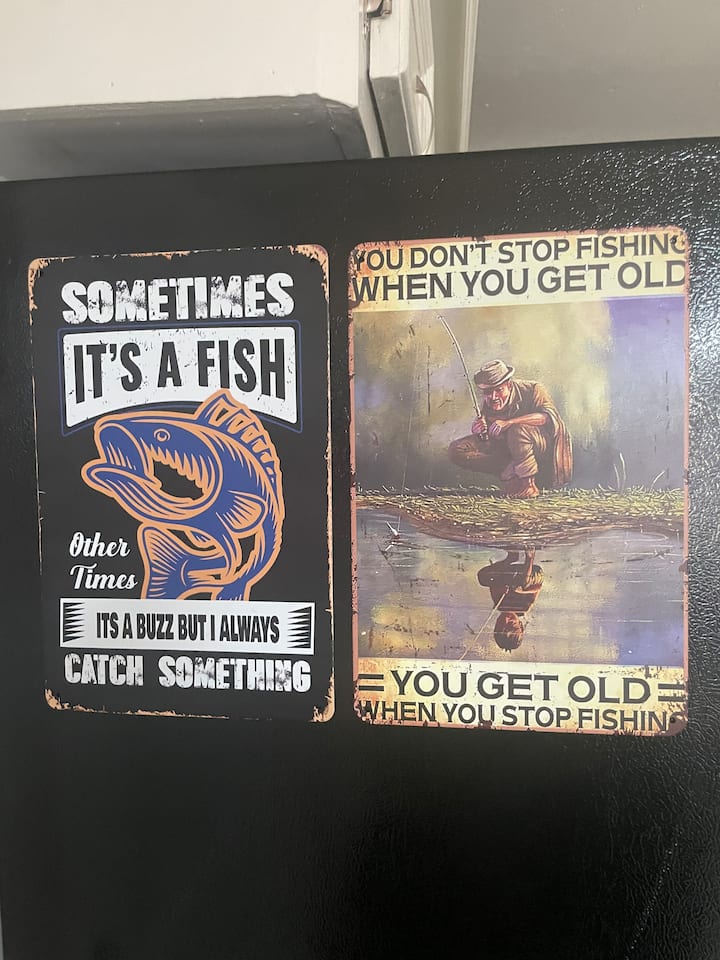 SOMETIMES
IT'S A FISH
Other
Times
ITS A BUZZ BUT I ALWAYS
CATCH SOMETHING
YOU DON'T STOP FISHING
WHEN YOU GET OLD
YOU GET OLD
WHEN YOU STOP FISHING